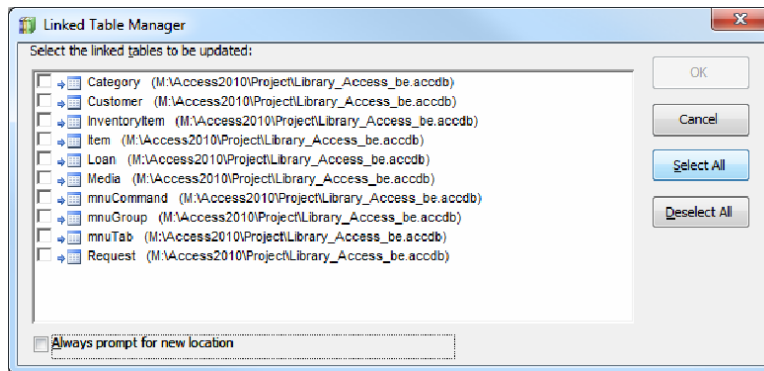 Linked Table Manager
Select the linked tables to be updated:
Category (M:\Access2010\Project\Library_Access_be.accdb)
Customer (M:\Access2010\Project\Library_Access_be.accdb)
InventoryItem (M:\Access2010\Project\Library_Access_be.accdb)
Item (M:\Access2010\Project\Library_Access_be.accdb)
Loan (M:\Access2010\Project\Library_Access_be.accdb)
Media (M:\Access2010\Project\Library_Access_be.accdb)
mnuCommand (M:\Access2010\Project\Library_Access_be.accdb)
mnuGroup (M:\Access2010\Project\Library_Access_be.accdb)
mnuTab (M:\Access2010\Project\Library_Access_be.accdb)
Request (M:\Access2010\Project\Library_Access_be.accdb)
Always prompt for new location
OK
Cancel
Select All
Deselect All